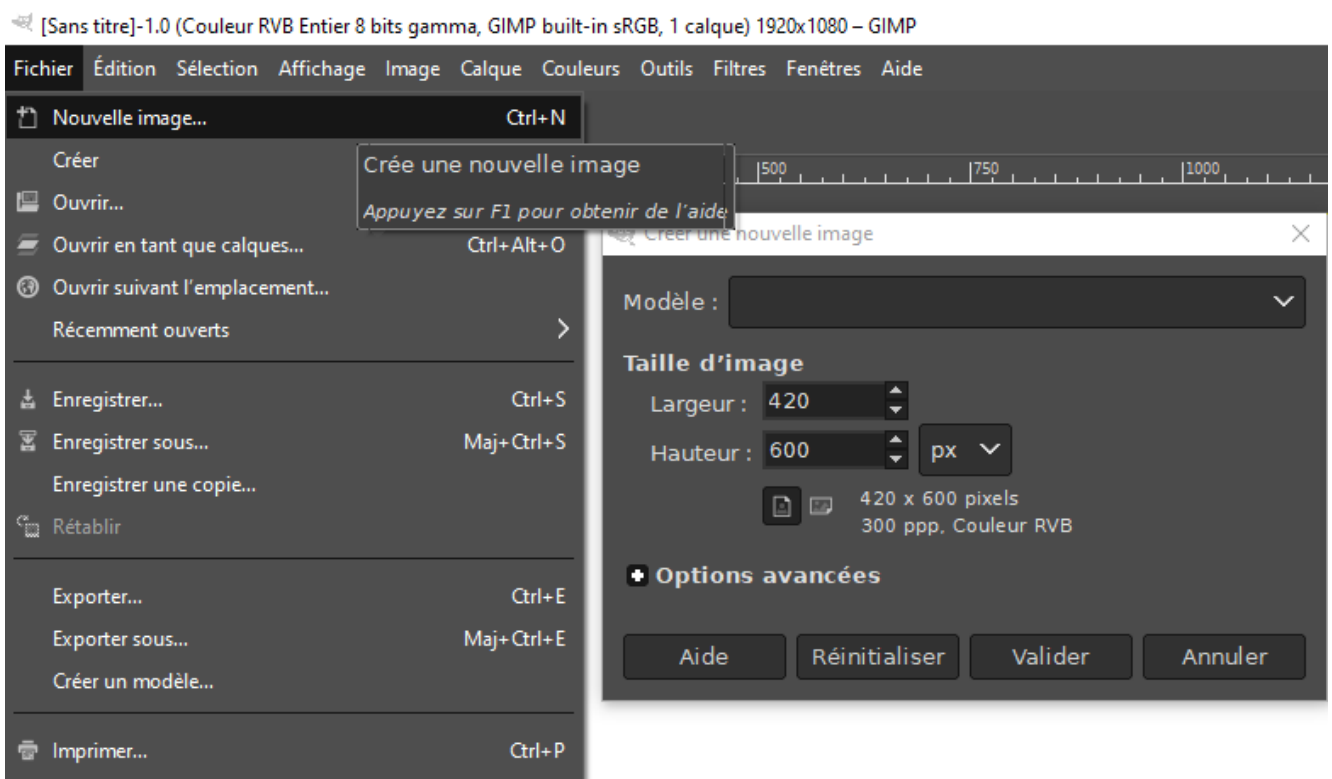 [Sans titre]-1.0 (Couleur RVB Entier 8 bits gamma, GIMP built-in sRGB, 1 calque) 1920x1080 – GIMP
Fichier Édition Sélection Affichage Image Calque Couleurs Outils Filtres Fenêtres Aide
Nouvelle image... Ctrl+N
Créer
Ouvrir...
Ouvrir en tant que calques... Ctrl+Alt+O
Ouvrir suivant l'emplacement...
Récemment ouverts
Enregistrer... Ctrl+S
Enregistrer sous... Maj+Ctrl+S
Enregistrer une copie...
Rétablir
Exporter... Ctrl+E
Exporter sous... Maj+Ctrl+E
Créer un modèle...
Imprimer... Ctrl+P
Crée une nouvelle image
Appuyez sur F1 pour obtenir de l'aide
500 750 1000
Créer une nouvelle image
Modèle :
Taille d'image
Largeur : 420
Hauteur : 600 px
420 x 600 pixels
300 ppp, Couleur RVB
Options avancées
Aide Réinitialiser Valider Annuler